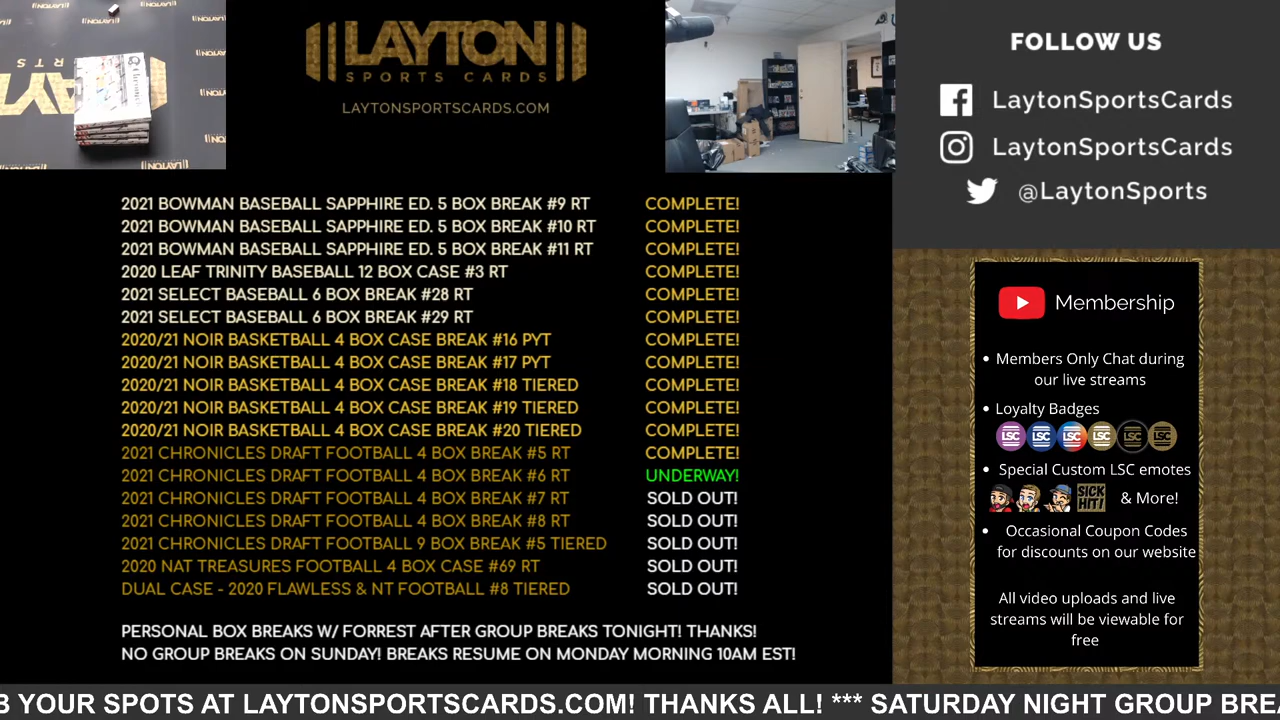 LAYTON
SPORTS CARDS
LAYTONSPORTSCARDS.COM
2021 BOWMAN BASEBALL SAPPHIRE ED. 5 BOX BREAK #9 RT COMPLETE!
2021 BOWMAN BASEBALL SAPPHIRE ED. 5 BOX BREAK #10 RT COMPLETE!
2021 BOWMAN BASEBALL SAPPHIRE ED. 5 BOX BREAK #11 RT COMPLETE!
2020 LEAF TRINITY BASEBALL 12 BOX CASE #3 RT COMPLETE!
2021 SELECT BASEBALL 6 BOX BREAK #28 RT COMPLETE!
2021 SELECT BASEBALL 6 BOX BREAK #29 RT COMPLETE!
2020/21 NOIR BASKETBALL 4 BOX CASE BREAK #16 PYT COMPLETE!
2020/21 NOIR BASKETBALL 4 BOX CASE BREAK #17 PYT COMPLETE!
2020/21 NOIR BASKETBALL 4 BOX CASE BREAK #18 TIERED COMPLETE!
2020/21 NOIR BASKETBALL 4 BOX CASE BREAK #19 TIERED COMPLETE!
2020/21 NOIR BASKETBALL 4 BOX CASE BREAK #20 TIERED COMPLETE!
2021 CHRONICLES DRAFT FOOTBALL 4 BOX BREAK #5 RT COMPLETE!
2021 CHRONICLES DRAFT FOOTBALL 4 BOX BREAK #6 RT UNDERWAY!
2021 CHRONICLES DRAFT FOOTBALL 4 BOX BREAK #7 RT SOLD OUT!
2021 CHRONICLES DRAFT FOOTBALL 4 BOX BREAK #8 RT SOLD OUT!
2021 CHRONICLES DRAFT FOOTBALL 9 BOX BREAK #5 TIERED SOLD OUT!
2020 NAT TREASURES FOOTBALL 4 BOX CASE #69 RT SOLD OUT!
DUAL CASE - 2020 FLAWLESS & NT FOOTBALL #8 TIERED SOLD OUT!
PERSONAL BOX BREAKS W/ FORREST AFTER GROUP BREAKS TONIGHT! THANKS!
NO GROUP BREAKS ON SUNDAY! BREAKS RESUME ON MONDAY MORNING 10AM EST!
FOLLOW US
LaytonSportsCards
LaytonSportsCards
@LaytonSports
Membership
• Members Only Chat during
our live streams
• Loyalty Badges
LSC LSC LSC LSC LSC LSC
• Special Custom LSC emotes
SICK HIT! & More!
• Occasional Coupon Codes
for discounts on our website
All video uploads and live
streams will be viewable for
free
B YOUR SPOTS AT LAYTONSPORTSCARDS.COM! THANKS ALL! *** SATURDAY NIGHT GROUP BREA